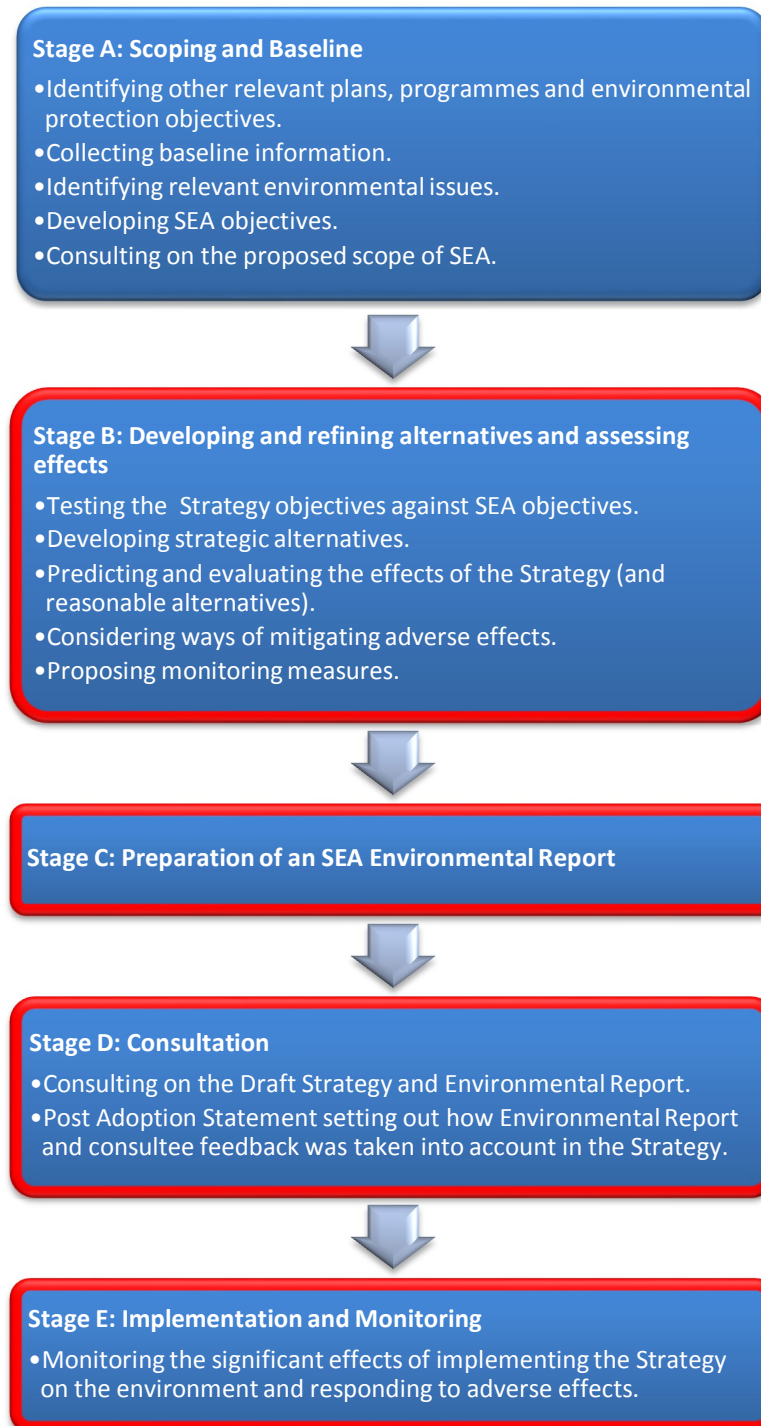 Stage A: Scoping and Baseline
•Identifying other relevant plans, programmes and environmental
protection objectives.
•Collecting baseline information.
•Identifying relevant environmental issues.
•Developing SEA objectives.
•Consulting on the proposed scope of SEA.
Stage B: Developing and refining alternatives and assessing
effects
•Testing the Strategy objectives against SEA objectives.
•Developing strategic alternatives.
•Predicting and evaluating the effects of the Strategy (and
reasonable alternatives).
•Considering ways of mitigating adverse effects.
•Proposing monitoring measures.
Stage C: Preparation of an SEA Environmental Report
Stage D: Consultation
•Consulting on the Draft Strategy and Environmental Report.
•Post Adoption Statement setting out how Environmental Report
and consultee feedback was taken into account in the Strategy.
Stage E: Implementation and Monitoring
•Monitoring the significant effects of implementing the Strategy
on the environment and responding to adverse effects.